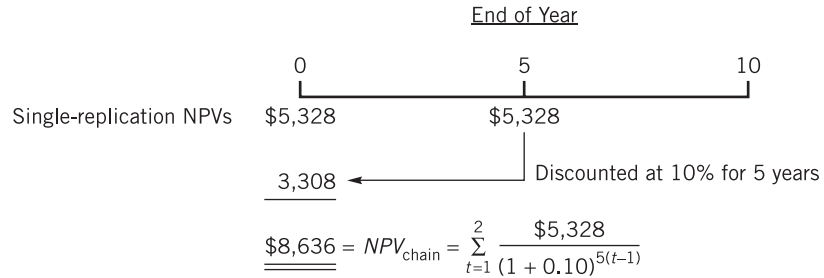 End of Year
0 5 10
Single-replication NPVs $5,328 $5,328
3,308 Discounted at 10% for 5 years
$8,636 = NPV_chain = Σ_{t=1}^{2} $5,328 / (1 + 0.10)^{5(t–1)}